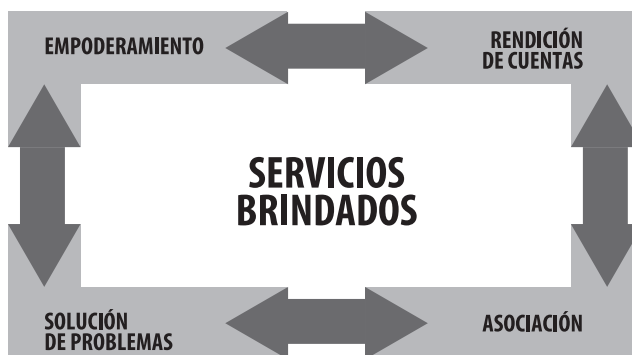 EMPODERAMIENTO
RENDICIÓN
DE CUENTAS
SERVICIOS
BRINDADOS
SOLUCIÓN
DE PROBLEMAS
ASOCIACIÓN